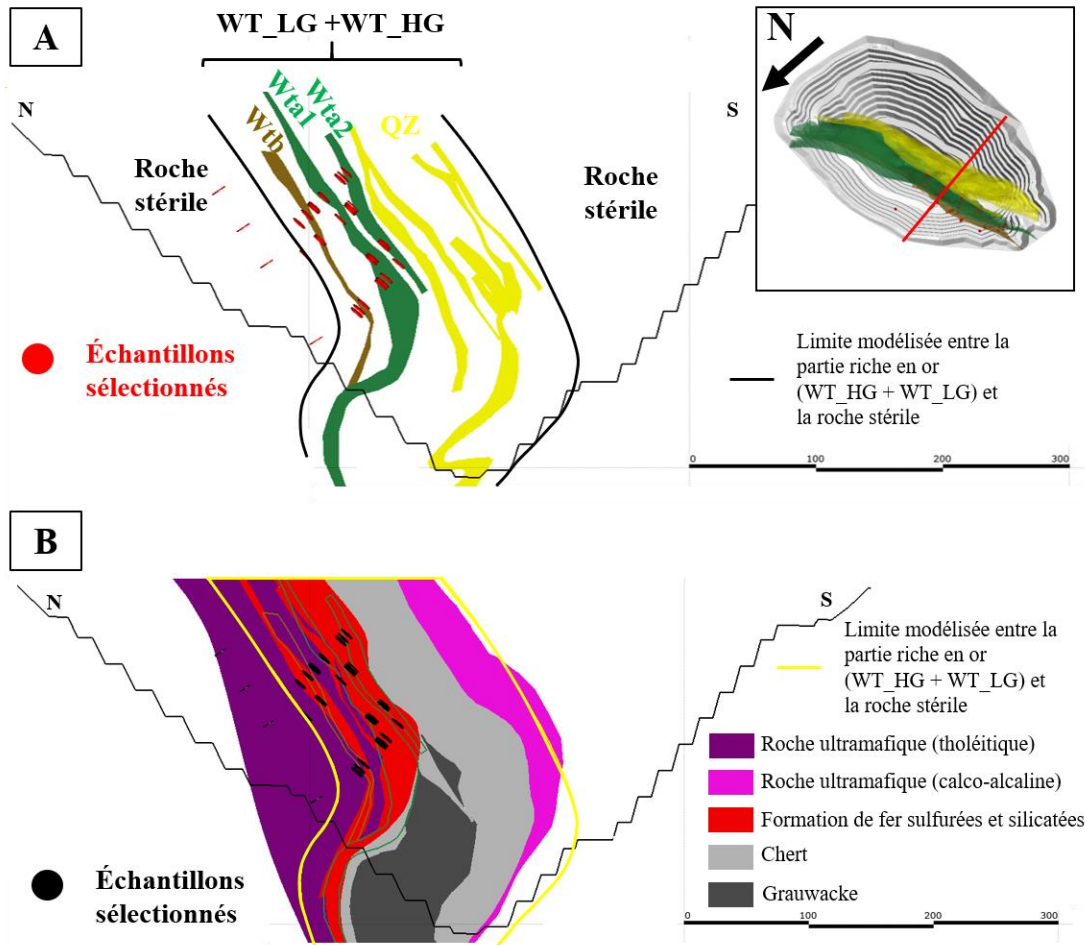 A
WT_LG +WT_HG
N
N
S
Wtb
Wta1
Wta2
QZ
Roche
stérile
Roche
stérile
Échantillons
sélectionnés
Limite modélisée entre la
partie riche en or
(WT_HG + WT_LG) et
la roche stérile
0
100
200
300
B
N
S
Limite modélisée entre la
partie riche en or
(WT_HG + WT_LG) et
la roche stérile
Roche ultramafique (tholéitique)
Roche ultramafique (calco-alcaline)
Formation de fer sulfurées et silicatées
Chert
Grauwacke
Échantillons
sélectionnés
0
100
200
300